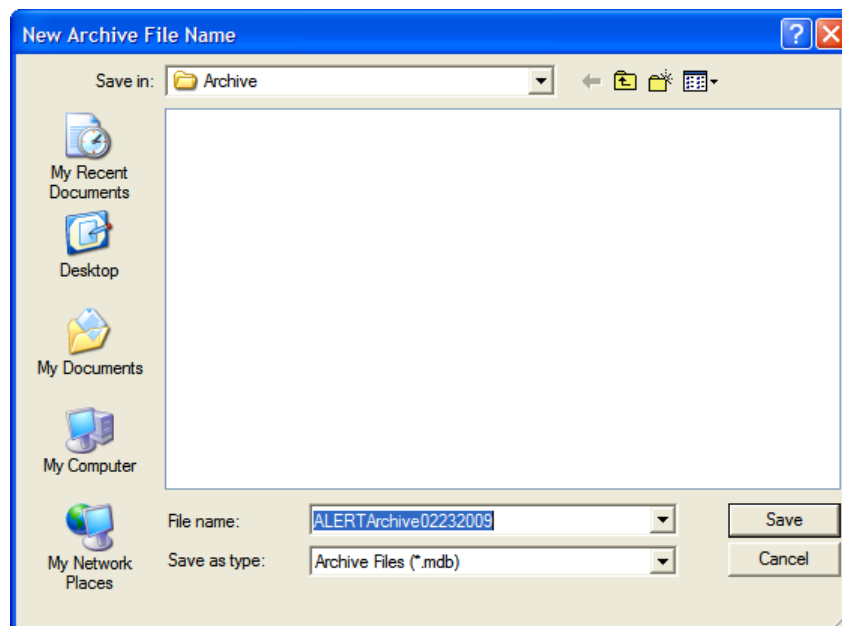 New Archive File Name
Save in:
Archive
My Recent
Documents
Desktop
My Documents
My Computer
My Network
Places
File name:
ALERTArchive02232009
Save
Save as type:
Archive Files (*.mdb)
Cancel